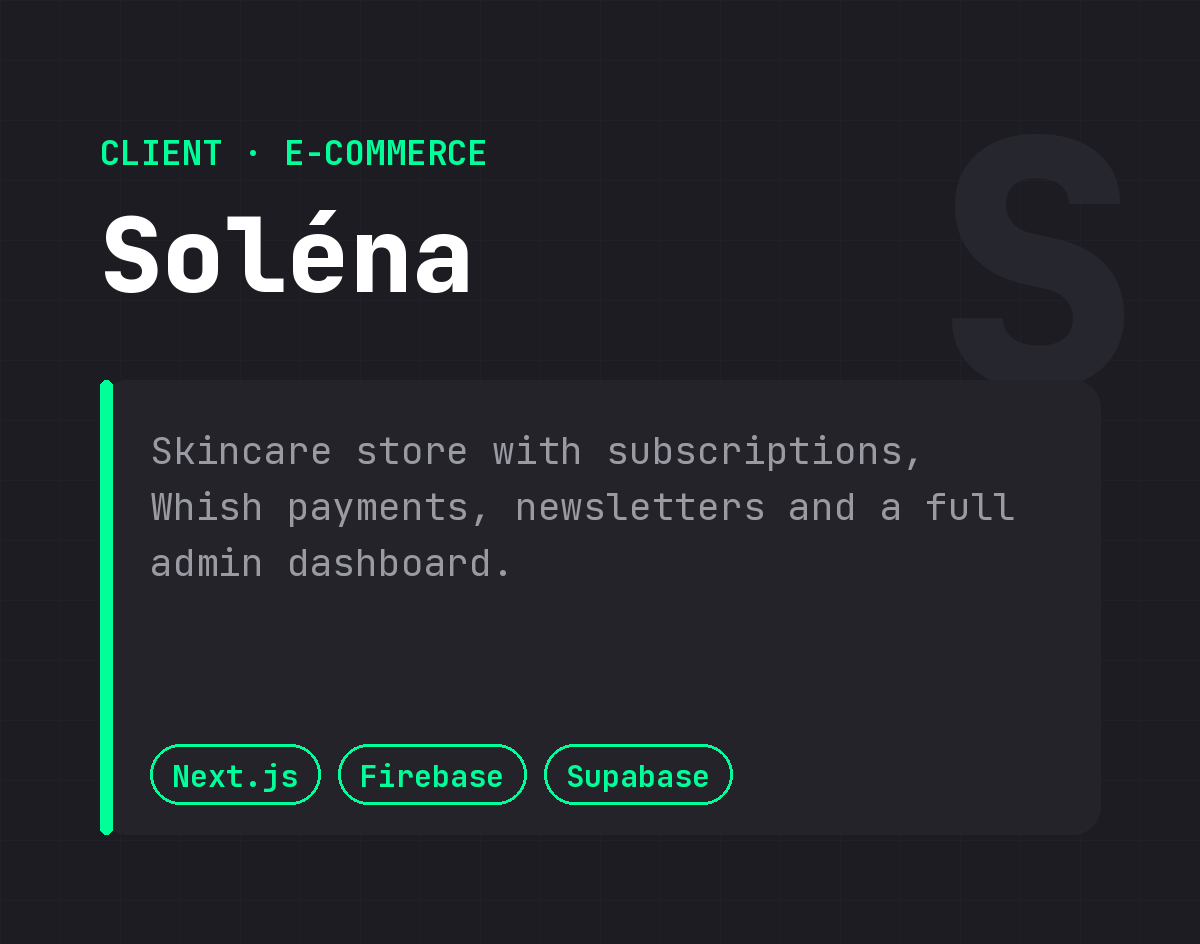 CLIENT · E-COMMERCE
S
Soléna
Skincare store with subscriptions,
Whish payments, newsletters and a full
admin dashboard.
Next.js Firebase Supabase